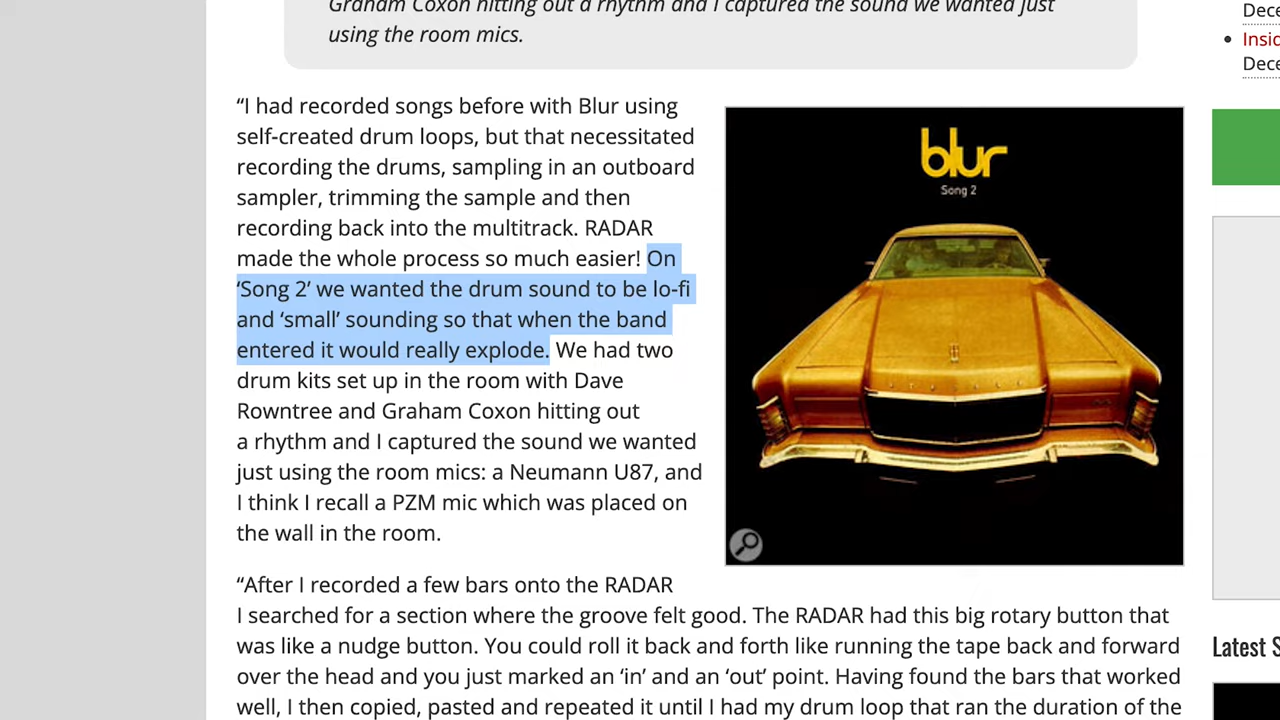 Graham Coxon hitting out a rhythm and I captured the sound we wanted just
using the room mics.
“I had recorded songs before with Blur using
self-created drum loops, but that necessitated
recording the drums, sampling in an outboard
sampler, trimming the sample and then
recording back into the multitrack. RADAR
made the whole process so much easier! On
‘Song 2’ we wanted the drum sound to be lo-fi
and ‘small’ sounding so that when the band
entered it would really explode. We had two
drum kits set up in the room with Dave
Rowntree and Graham Coxon hitting out
a rhythm and I captured the sound we wanted
just using the room mics: a Neumann U87, and
I think I recall a PZM mic which was placed on
the wall in the room.
blur
Song 2
“After I recorded a few bars onto the RADAR
I searched for a section where the groove felt good. The RADAR had this big rotary button that
was like a nudge button. You could roll it back and forth like running the tape back and forward
over the head and you just marked an ‘in’ and an ‘out’ point. Having found the bars that worked
well, I then copied, pasted and repeated it until I had my drum loop that ran the duration of the
Dece
Insid
Dece
Latest S